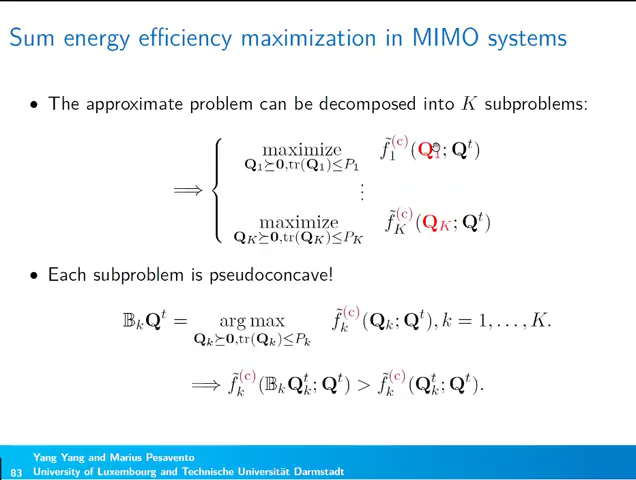 Sum energy efficiency maximization in MIMO systems
• The approximate problem can be decomposed into K subproblems:
maximize f̃₁^(c)(Q₁; Q^t)
Q₁⪰0,tr(Q₁)≤P₁
⟹ { ⋮
maximize f̃_K^(c)(Q_K; Q^t)
Q_K⪰0,tr(Q_K)≤P_K
• Each subproblem is pseudoconcave!
𝔹_kQ^t = arg max f̃_k^(c)(Q_k; Q^t), k = 1, . . . , K.
Q_k⪰0,tr(Q_k)≤P_k
⟹ f̃_k^(c)(𝔹_kQ_k^t; Q^t) > f̃_k^(c)(Q_k^t; Q^t).
Yang Yang and Marius Pesavento
83 University of Luxembourg and Technische Universität Darmstadt